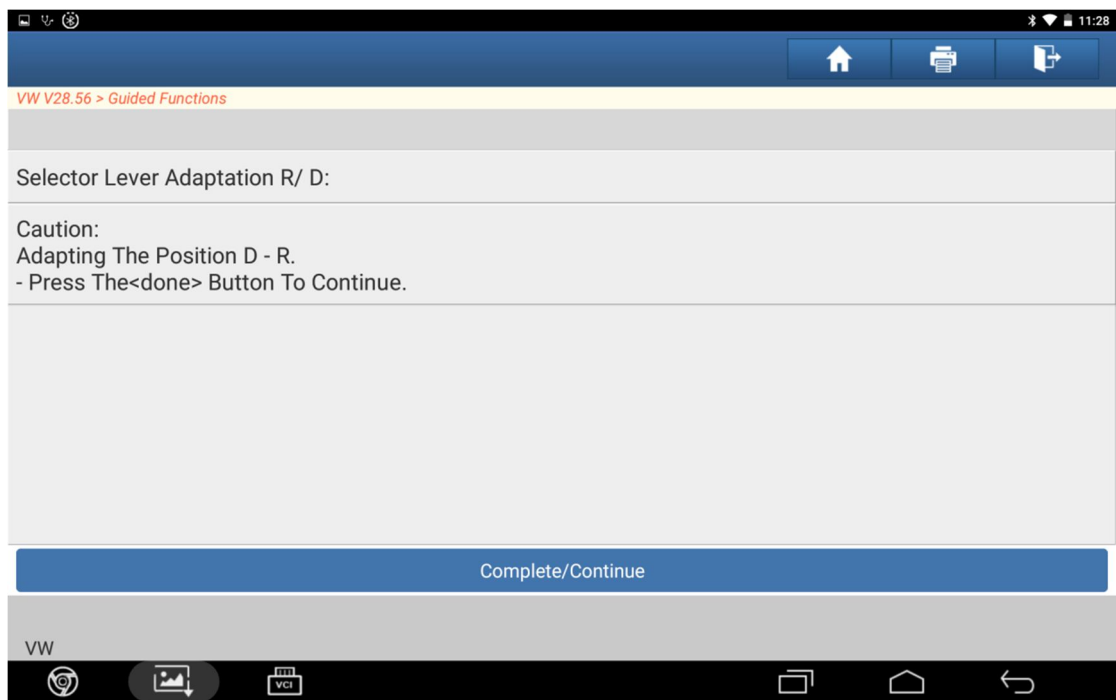 11:28
VW V28.56 > Guided Functions
Selector Lever Adaptation R/ D:
Caution:
Adapting The Position D - R.
- Press The<done> Button To Continue.
Complete/Continue
VW
VCI